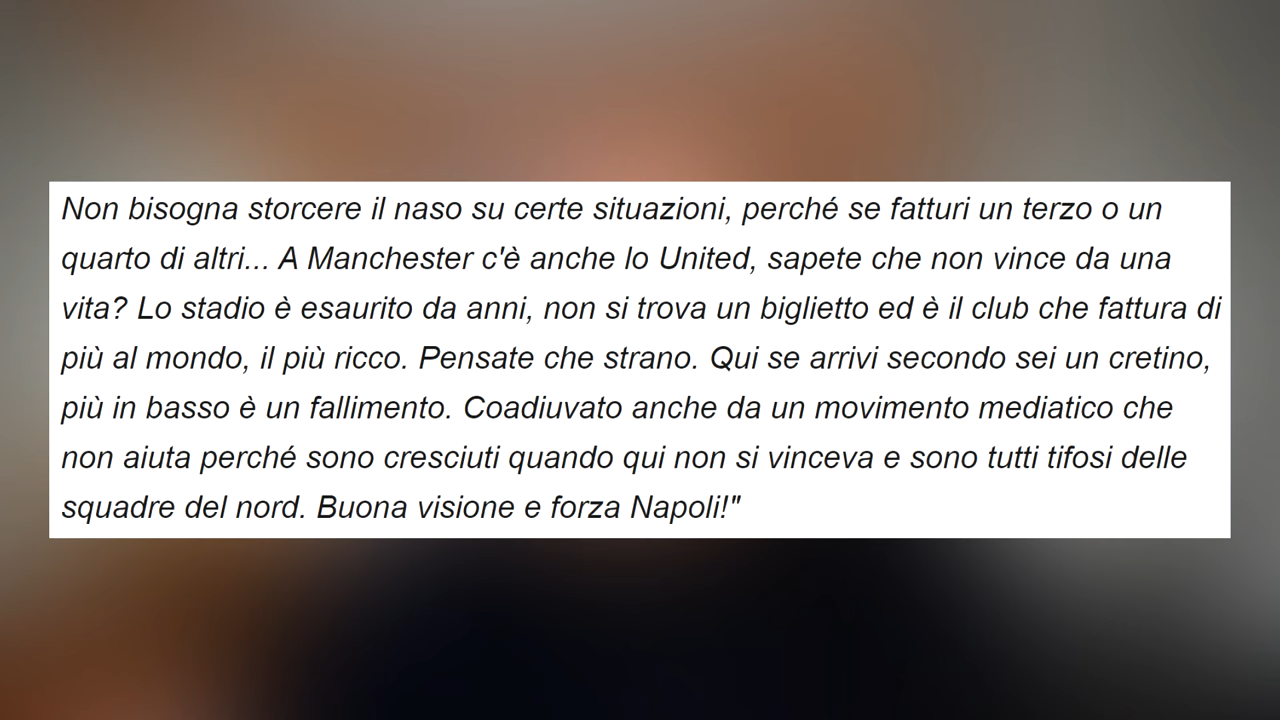 Non bisogna storcere il naso su certe situazioni, perché se fatturi un terzo o un
quarto di altri... A Manchester c'è anche lo United, sapete che non vince da una
vita? Lo stadio è esaurito da anni, non si trova un biglietto ed è il club che fattura di
più al mondo, il più ricco. Pensate che strano. Qui se arrivi secondo sei un cretino,
più in basso è un fallimento. Coadiuvato anche da un movimento mediatico che
non aiuta perché sono cresciuti quando qui non si vinceva e sono tutti tifosi delle
squadre del nord. Buona visione e forza Napoli!"